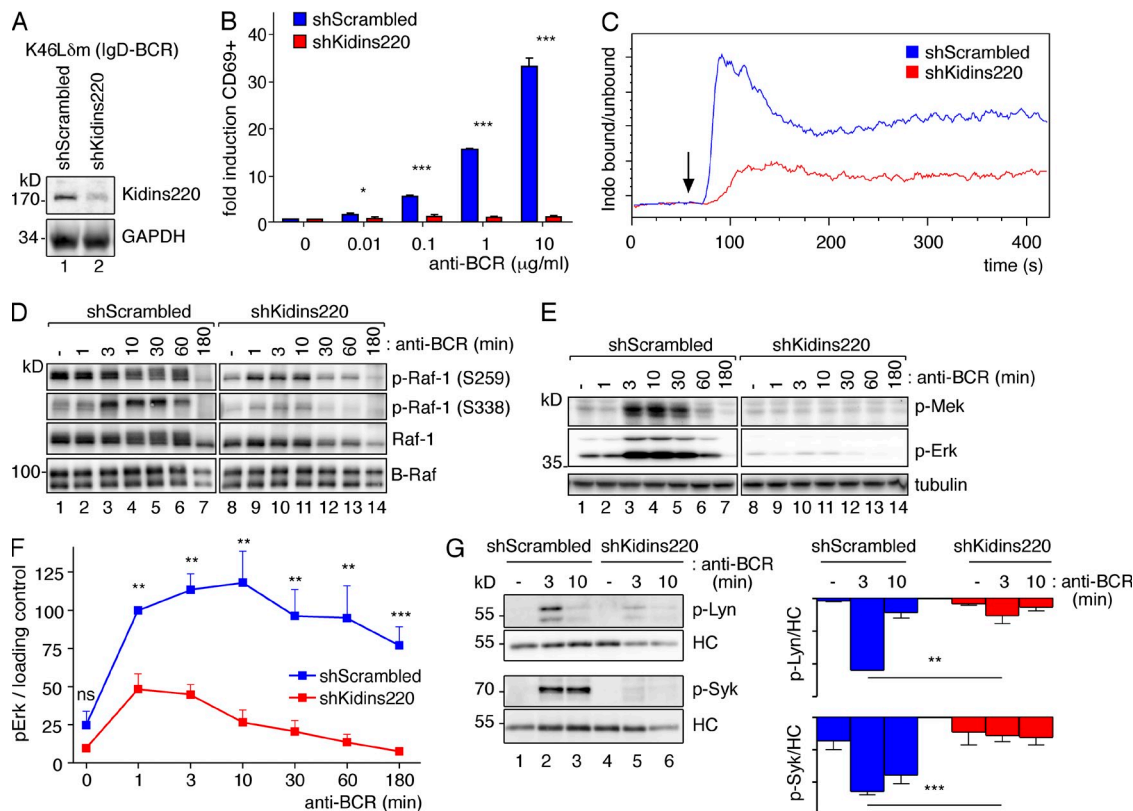 A
K46Lδm (IgD-BCR)
shScrambled
shKidins220
kD
170
Kidins220
34
GAPDH
1 2
B
shScrambled
shKidins220
fold induction CD69+
40
30
20
10
0
* *** *** ***
0 0.01 0.1 1 10
anti-BCR (μg/ml)
C
shScrambled
shKidins220
Indo bound/unbound
0 100 200 300 400
time (s)
D
shScrambled shKidins220
- 1 3 10 30 60 180 - 1 3 10 30 60 180 : anti-BCR (min)
kD
p-Raf-1 (S259)
p-Raf-1 (S338)
Raf-1
100
B-Raf
1 2 3 4 5 6 7 8 9 10 11 12 13 14
E
shScrambled shKidins220
- 1 3 10 30 60 180 - 1 3 10 30 60 180 : anti-BCR (min)
kD
p-Mek
35
p-Erk
tubulin
1 2 3 4 5 6 7 8 9 10 11 12 13 14
F
pErk / loading control
125
100
75
50
25
0
ns ** ** ** ** ** ***
shScrambled
shKidins220
0 1 3 10 30 60 180
anti-BCR (min)
G
shScrambled shKidins220
: anti-BCR
kD - 3 10 - 3 10 (min)
55
p-Lyn
55
HC
70
p-Syk
55
HC
1 2 3 4 5 6
shScrambled shKidins220
- 3 10 - 3 10 : anti-BCR
(min)
p-Lyn/HC
**
p-Syk/HC
***